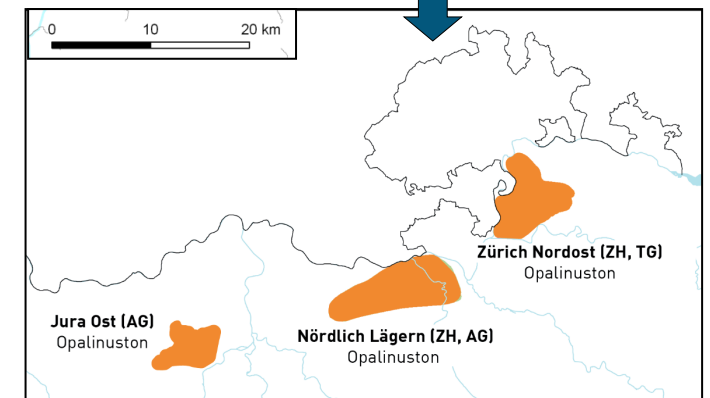 0 10 20 km
Zürich Nordost (ZH, TG)
Opalinuston
Jura Ost (AG)
Opalinuston
Nördlich Lägern (ZH, AG)
Opalinuston